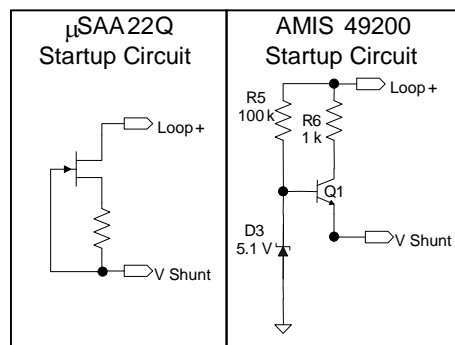 µSAA22Q
Startup Circuit
Loop +
V Shunt
AMIS 49200
Startup Circuit
Loop +
R5
100 k
R6
1 k
Q1
D3
5.1 V
V Shunt